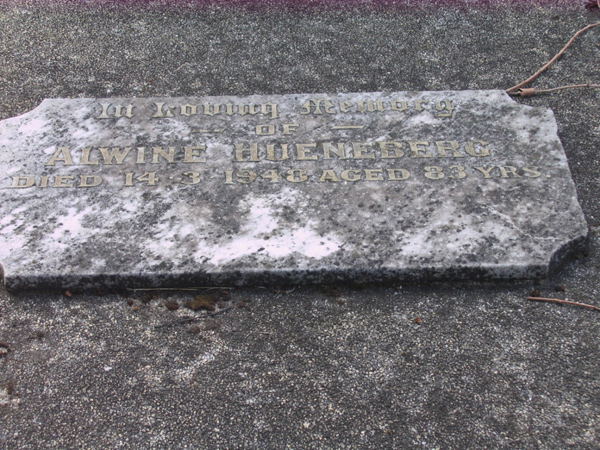 In Loving Memory
— OF —
ALWINE HUENEBERG
DIED 14.3.1948. AGED 83 YRS.